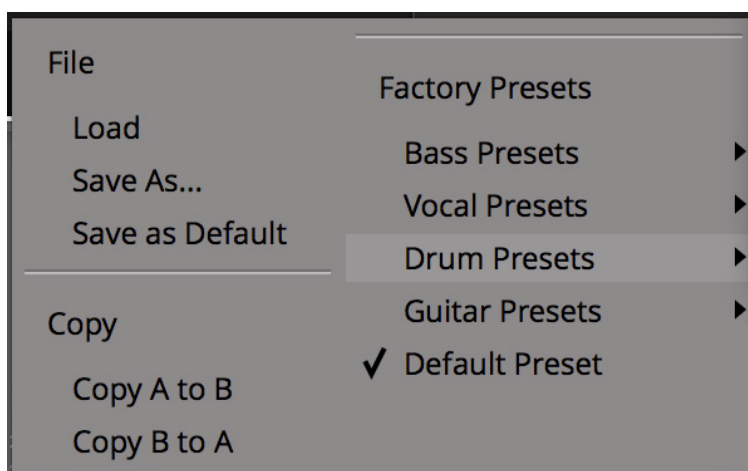 File
Load
Save As...
Save as Default
Copy
Copy A to B
Copy B to A
Factory Presets
Bass Presets
Vocal Presets
Drum Presets
Guitar Presets
Default Preset